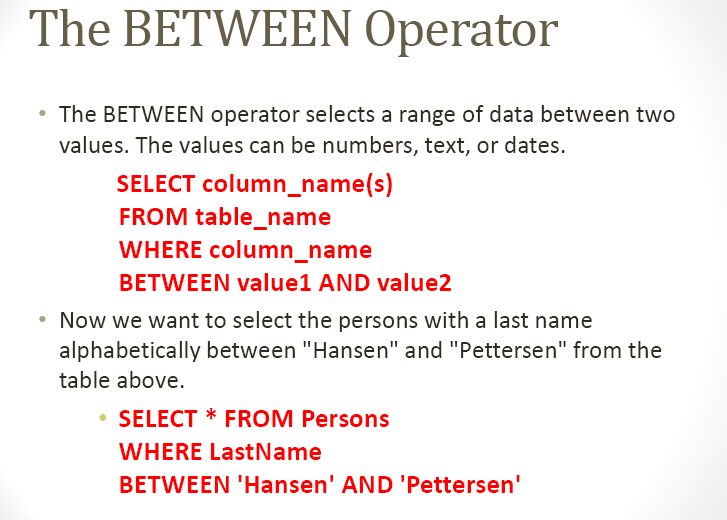 The BETWEEN Operator
• The BETWEEN operator selects a range of data between two
values. The values can be numbers, text, or dates.
SELECT column_name(s)
FROM table_name
WHERE column_name
BETWEEN value1 AND value2
• Now we want to select the persons with a last name
alphabetically between "Hansen" and "Pettersen" from the
table above.
• SELECT * FROM Persons
WHERE LastName
BETWEEN 'Hansen' AND 'Pettersen'